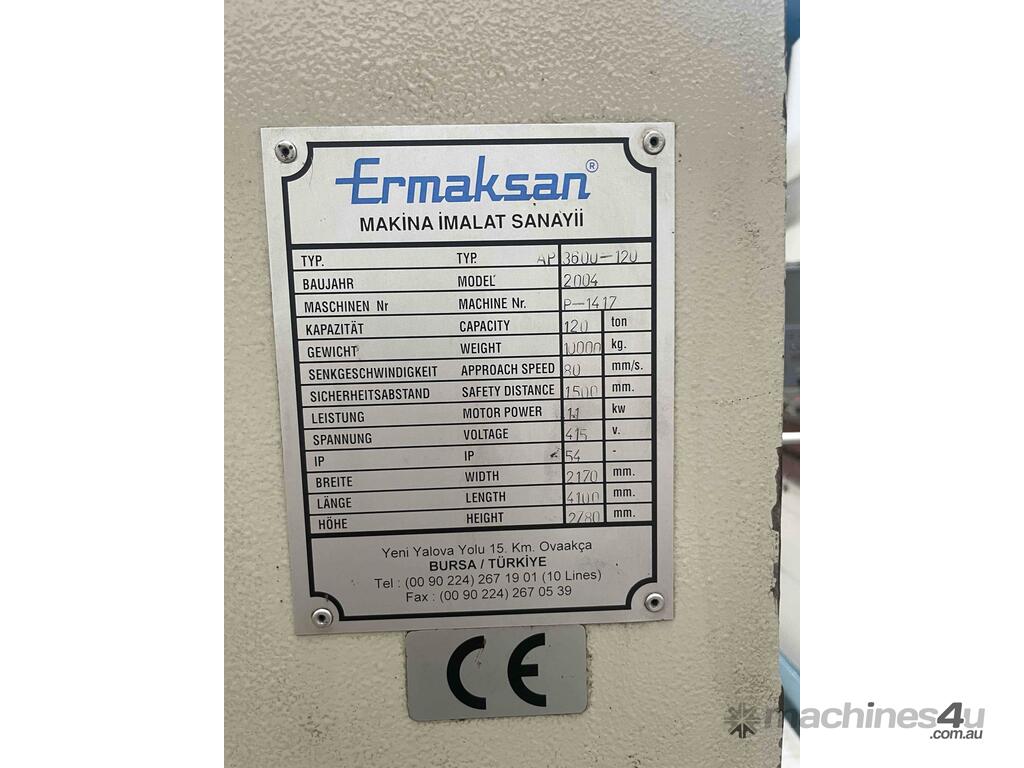 Ermaksan®
MAKİNA İMALAT SANAYİİ
TYP. TYP. AP 3600-120
BAUJAHR MODEL 2004
MASCHINEN Nr MACHINE Nr. P-1417
KAPAZITÄT CAPACITY 120 ton
GEWICHT WEIGHT 10000 kg.
SENKGESCHWINDIGKEIT APPROACH SPEED 80 mm/s.
SICHERHEITSABSTAND SAFETY DISTANCE 1500 mm.
LEISTUNG MOTOR POWER 11 kw
SPANNUNG VOLTAGE 415 v.
IP IP 54 -
BREITE WIDTH 2170 mm.
LÄNGE LENGTH 4100 mm.
HÖHE HEIGHT 2780 mm.
Yeni Yalova Yolu 15. Km. Ovaakça
BURSA / TÜRKİYE
Tel : (00 90 224) 267 19 01 (10 Lines)
Fax : (00 90 224) 267 05 39
CE
machines4u
.com.au